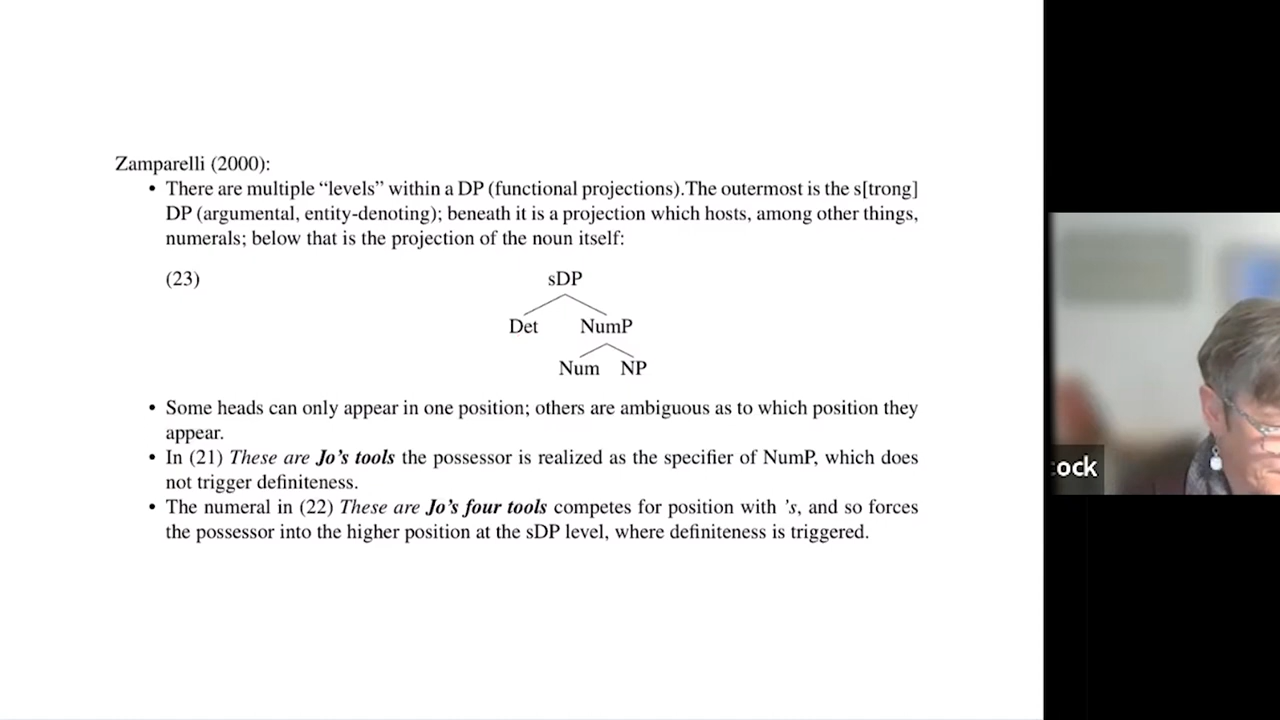 Zamparelli (2000):
• There are multiple “levels” within a DP (functional projections).The outermost is the s[trong]
DP (argumental, entity-denoting); beneath it is a projection which hosts, among other things,
numerals; below that is the projection of the noun itself:
(23) sDP
Det NumP
Num NP
• Some heads can only appear in one position; others are ambiguous as to which position they
appear.
• In (21) These are Jo’s tools the possessor is realized as the specifier of NumP, which does
not trigger definiteness.
• The numeral in (22) These are Jo’s four tools competes for position with ’s, and so forces
the possessor into the higher position at the sDP level, where definiteness is triggered.
cock